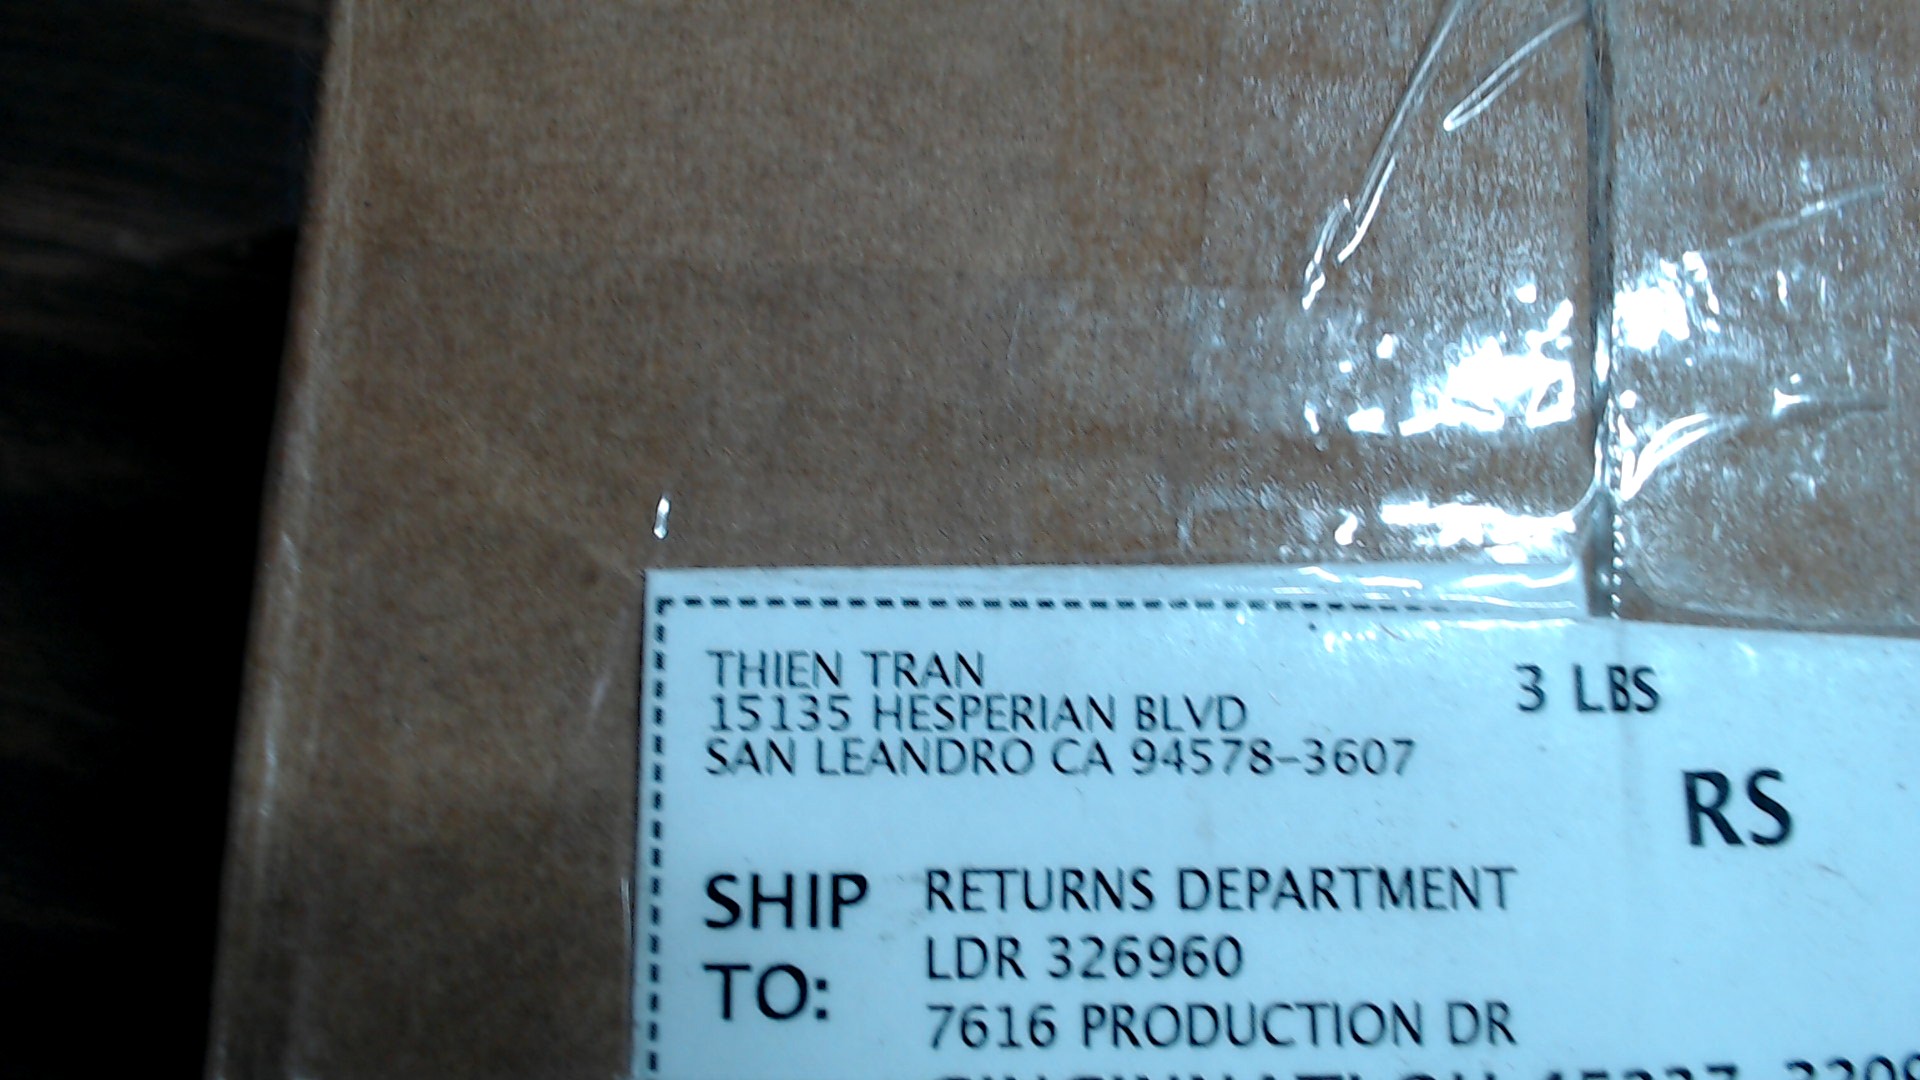 THIEN TRAN
15135 HESPERIAN BLVD
SAN LEANDRO CA 94578-3607
3 LBS
RS
SHIP TO:
RETURNS DEPARTMENT
LDR 326960
7616 PRODUCTION DR